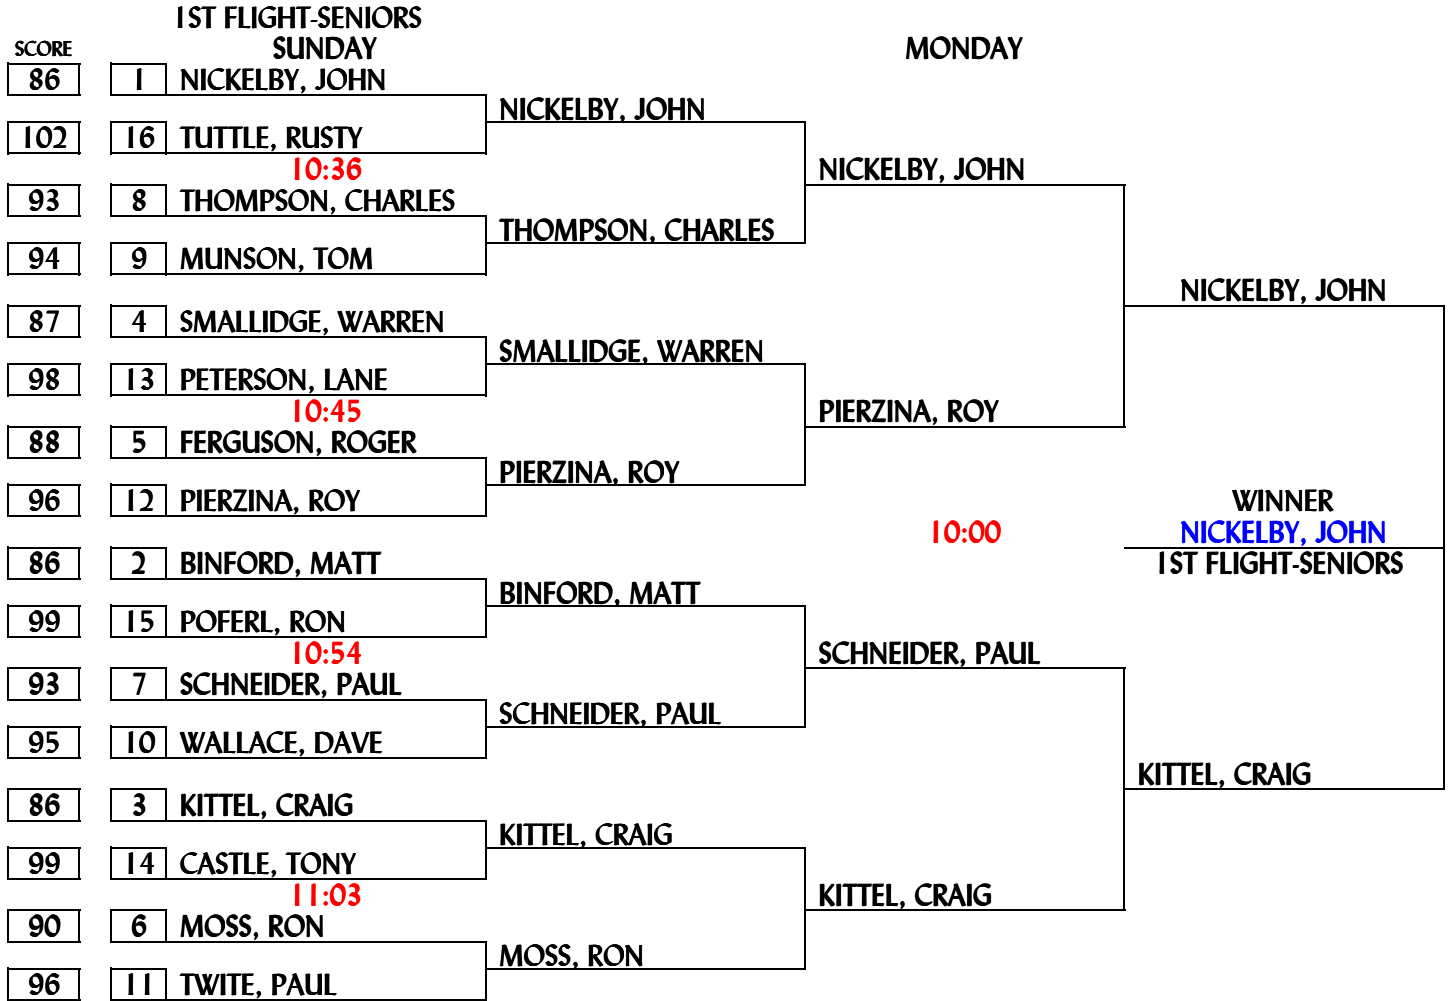 1ST FLIGHT-SENIORS
SCORE SUNDAY MONDAY
86 1 NICKELBY, JOHN
NICKELBY, JOHN
102 16 TUTTLE, RUSTY
10:36 NICKELBY, JOHN
93 8 THOMPSON, CHARLES
THOMPSON, CHARLES
94 9 MUNSON, TOM
NICKELBY, JOHN
87 4 SMALLIDGE, WARREN
SMALLIDGE, WARREN
98 13 PETERSON, LANE
10:45 PIERZINA, ROY
88 5 FERGUSON, ROGER
PIERZINA, ROY
96 12 PIERZINA, ROY WINNER
10:00 NICKELBY, JOHN
86 2 BINFORD, MATT 1ST FLIGHT-SENIORS
BINFORD, MATT
99 15 POFERL, RON
10:54 SCHNEIDER, PAUL
93 7 SCHNEIDER, PAUL
SCHNEIDER, PAUL
95 10 WALLACE, DAVE
KITTEL, CRAIG
86 3 KITTEL, CRAIG
KITTEL, CRAIG
99 14 CASTLE, TONY
11:03 KITTEL, CRAIG
90 6 MOSS, RON
MOSS, RON
96 11 TWITE, PAUL